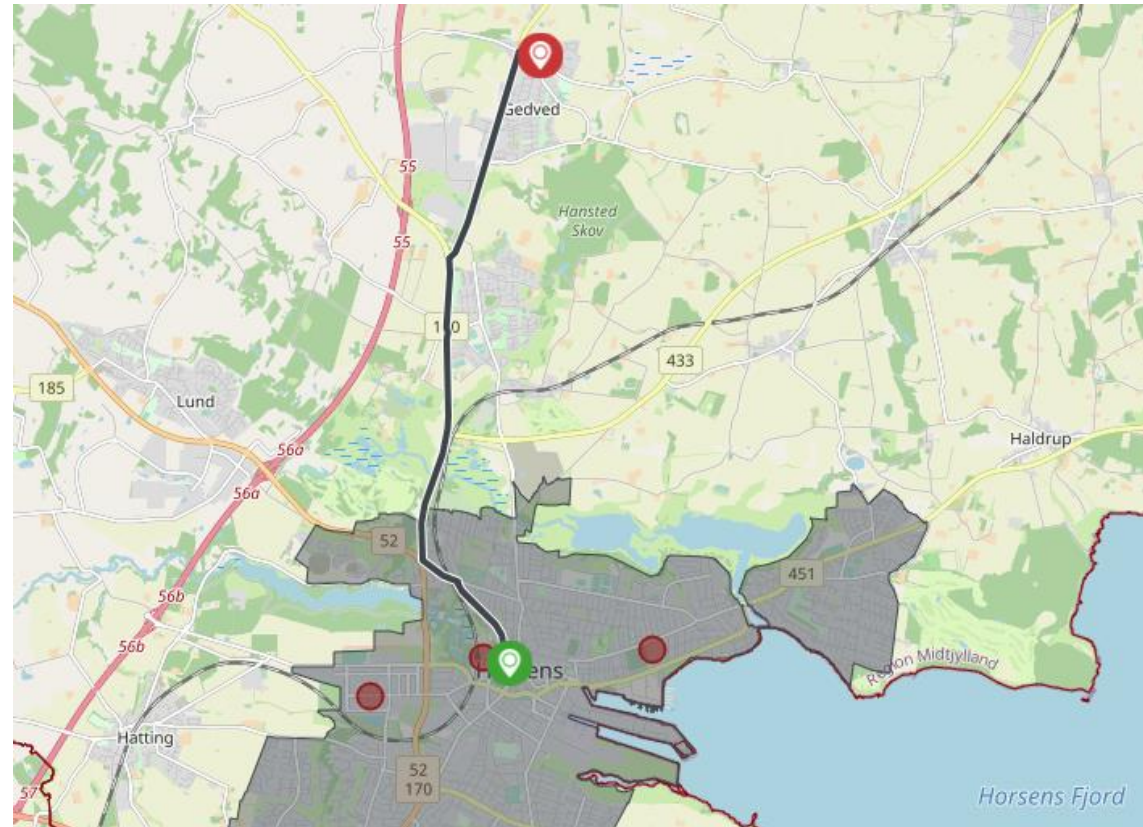 Gedved
55
Hansted
Skov
55
433
185
Lund
56a
Haldrup
56a
52
451
56b
56b
Region Midtjylland
Hatting
52
170
57
Horsens Fjord